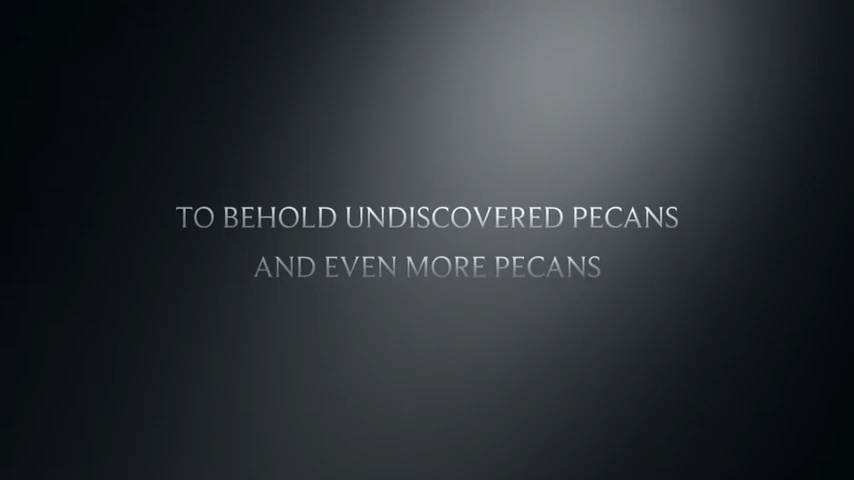 TO BEHOLD UNDISCOVERED PECANS
AND EVEN MORE PECANS